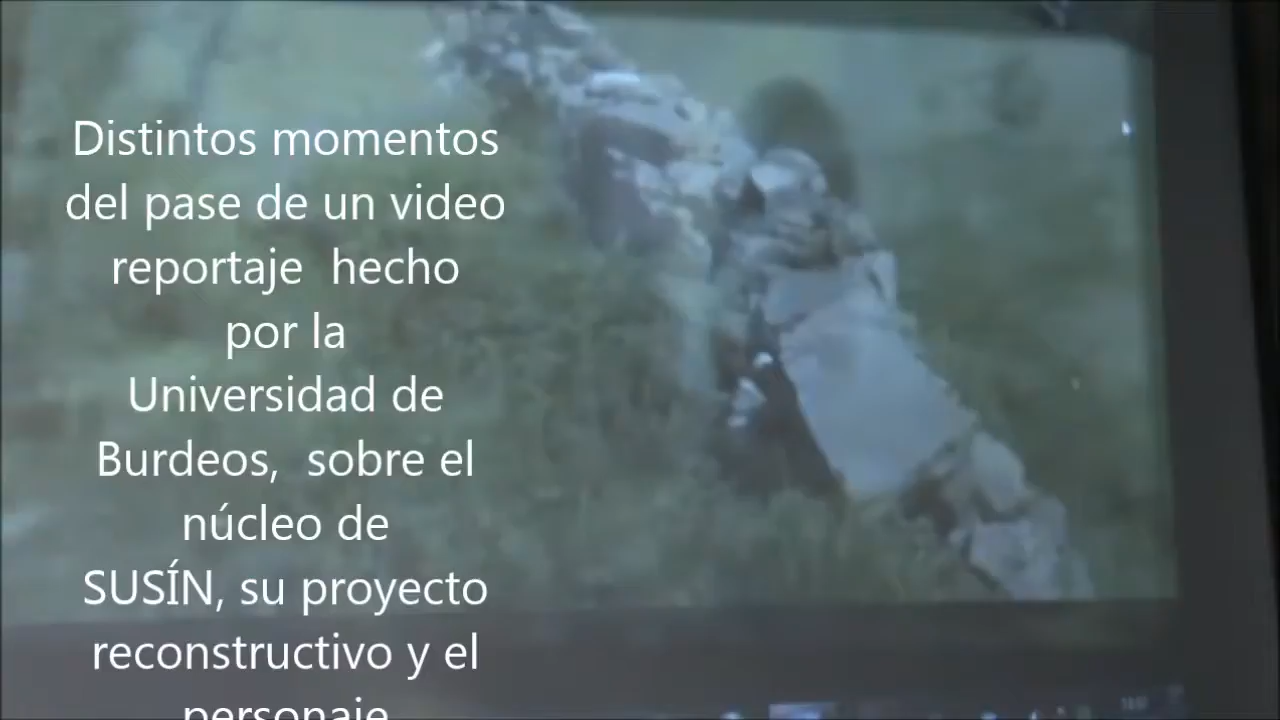 Distintos momentos
del pase de un video
reportaje hecho
por la
Universidad de
Burdeos, sobre el
núcleo de
SUSÍN, su proyecto
reconstructivo y el
personaje